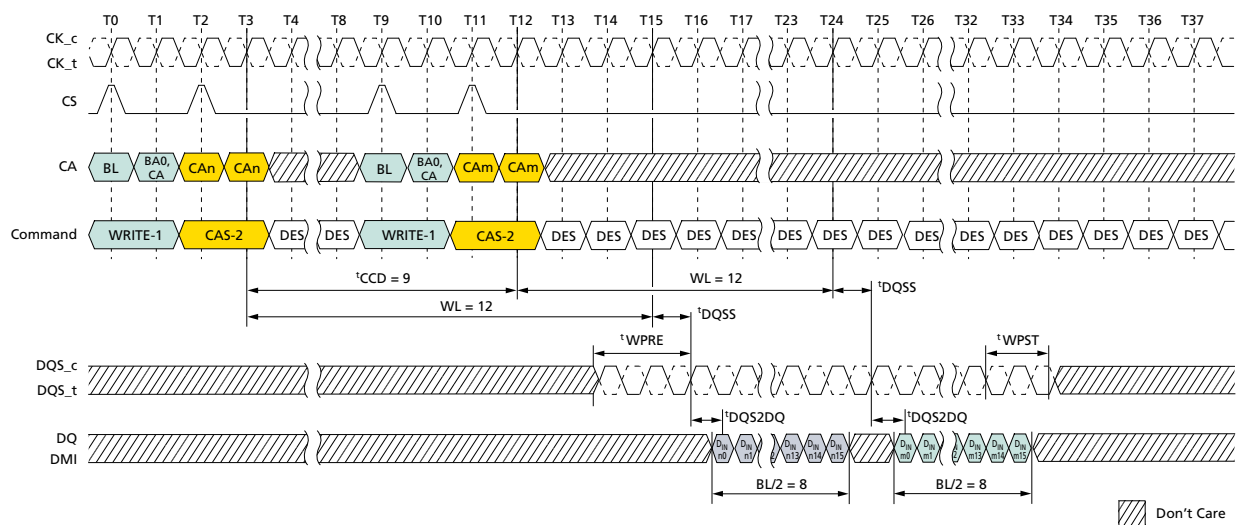 T0 T1 T2 T3 T4 T8 T9 T10 T11 T12 T13 T14 T15 T16 T17 T23 T24 T25 T26 T32 T33 T34 T35 T36 T37
CK_c
CK_t
CS
CA BL BA0, CA CAn CAn BL BA0, CA CAm CAm
Command WRITE-1 CAS-2 DES DES WRITE-1 CAS-2 DES DES DES DES DES DES DES DES DES DES DES DES DES DES DES
tCCD = 9 WL = 12 tDQSS
WL = 12 tDQSS
tWPRE tWPST
DQS_c
DQS_t
tDQS2DQ tDQS2DQ
DQ
DMI
DIN n0 DIN n1 DIN n13 DIN n14 DIN n15 DIN m0 DIN m1 DIN m13 DIN m14 DIN m15
BL/2 = 8 BL/2 = 8
Don't Care